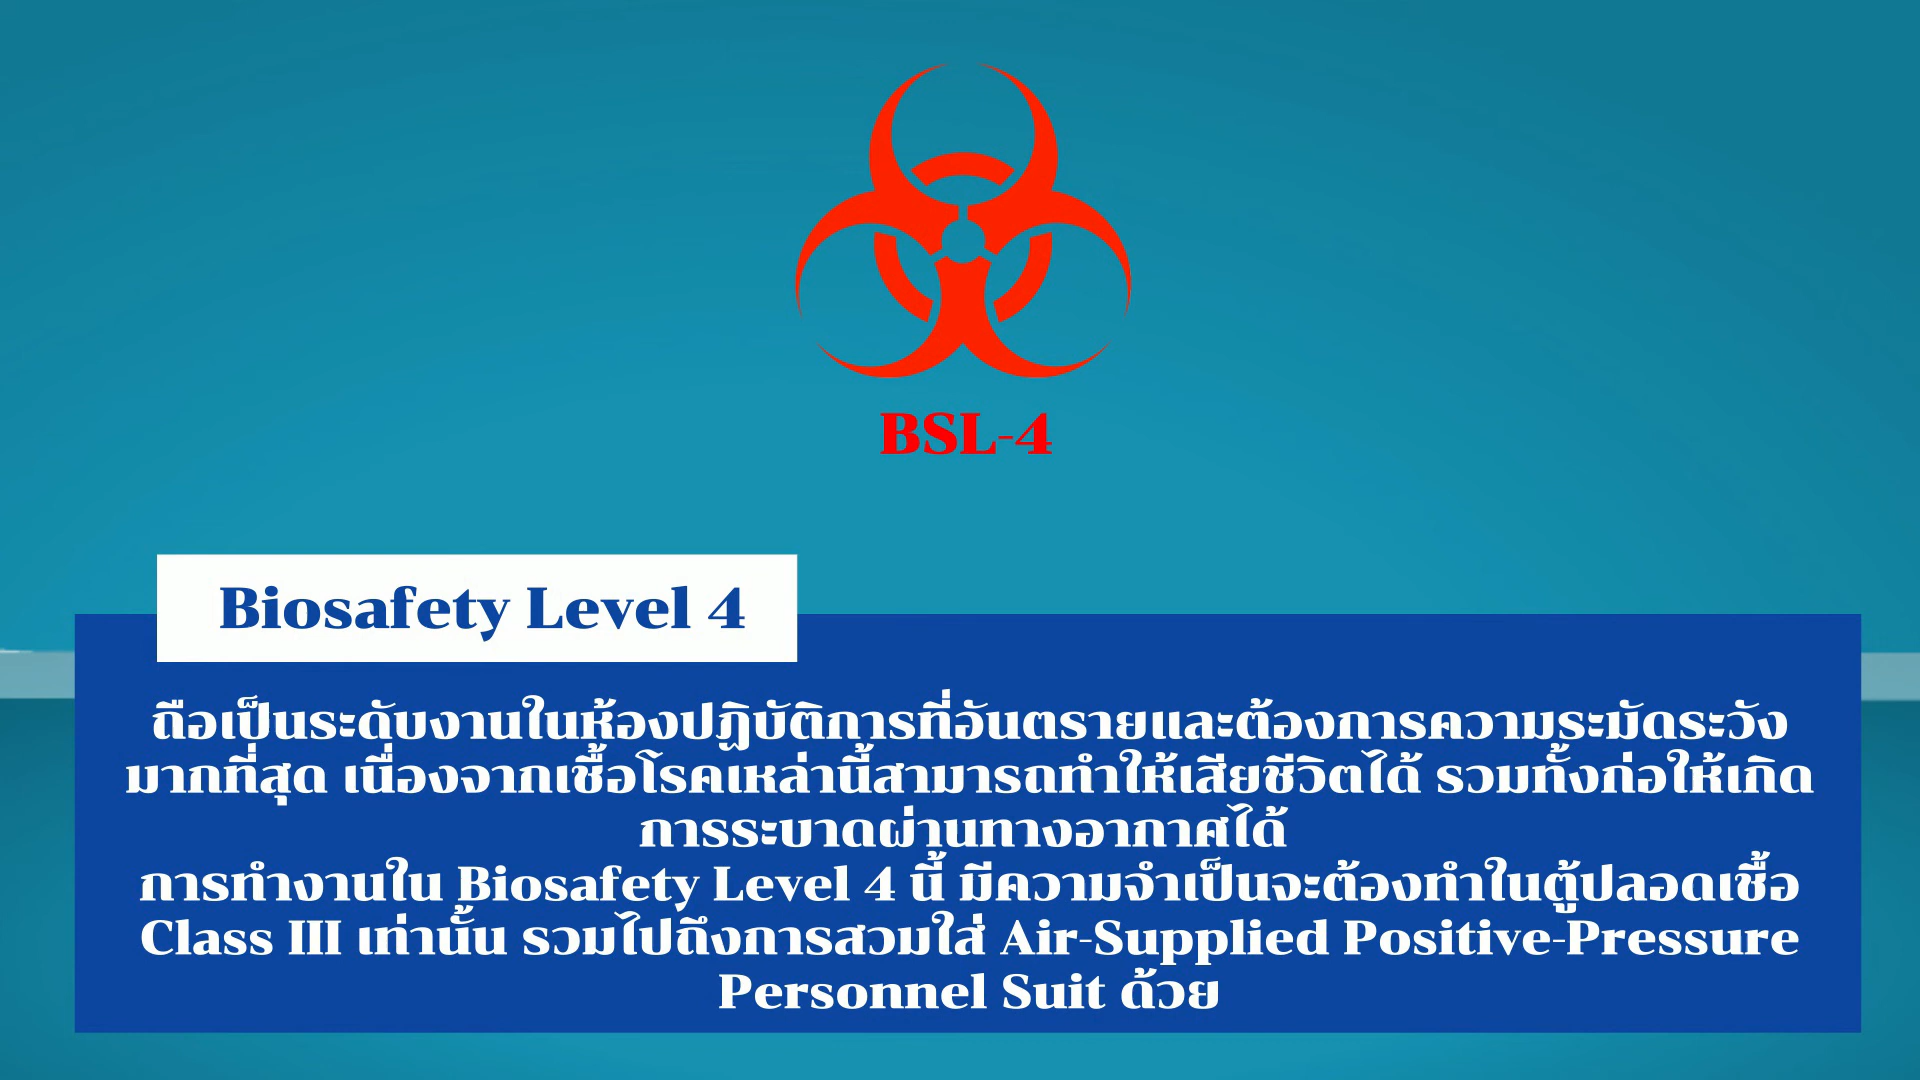 BSL-4
Biosafety Level 4
ถือเป็นระดับงานในห้องปฏิบัติการที่อันตรายและต้องการความระมัดระวัง
มากที่สุด เนื่องจากเชื้อโรคเหล่านี้สามารถทำให้เสียชีวิตได้ รวมทั้งก่อให้เกิด
การระบาดผ่านทางอากาศได้
การทำงานใน Biosafety Level 4 นี้ มีความจำเป็นจะต้องทำในตู้ปลอดเชื้อ
Class III เท่านั้น รวมไปถึงการสวมใส่ Air-Supplied Positive-Pressure
Personnel Suit ด้วย